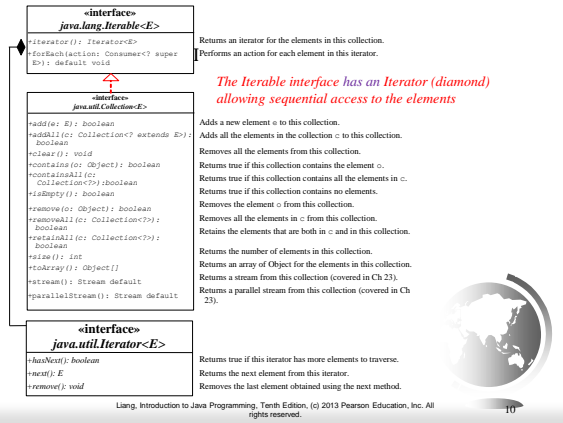 «interface»
java.lang.Iterable<E>
+iterator(): Iterator<E>
Returns an iterator for the elements in this collection.
+forEach(action: Consumer<? super
E>): default void
Performs an action for each element in this iterator.
The Iterable interface has an Iterator (diamond)
allowing sequential access to the elements
«interface»
java.util.Collection<E>
+add(e: E): boolean
Adds a new element e to this collection.
+addAll(c: Collection<? extends E>):
boolean
Adds all the elements in the collection c to this collection.
+clear(): void
Removes all the elements from this collection.
+contains(o: Object): boolean
Returns true if this collection contains the element o.
+containsAll(c:
Collection<?>):boolean
Returns true if this collection contains all the elements in c.
+isEmpty(): boolean
Returns true if this collection contains no elements.
+remove(o: Object): boolean
Removes the element o from this collection.
+removeAll(c: Collection<?>):
boolean
Removes all the elements in c from this collection.
+retainAll(c: Collection<?>):
boolean
Retains the elements that are both in c and in this collection.
+size(): int
Returns the number of elements in this collection.
+toArray(): Object[]
Returns an array of Object for the elements in this collection.
+stream(): Stream default
Returns a stream from this collection (covered in Ch 23).
+parallelStream(): Stream default
Returns a parallel stream from this collection (covered in Ch
23).
«interface»
java.util.Iterator<E>
+hasNext(): boolean
Returns true if this iterator has more elements to traverse.
+next(): E
Returns the next element from this iterator.
+remove(): void
Removes the last element obtained using the next method.
Liang, Introduction to Java Programming, Tenth Edition, (c) 2013 Pearson Education, Inc. All
rights reserved.
10